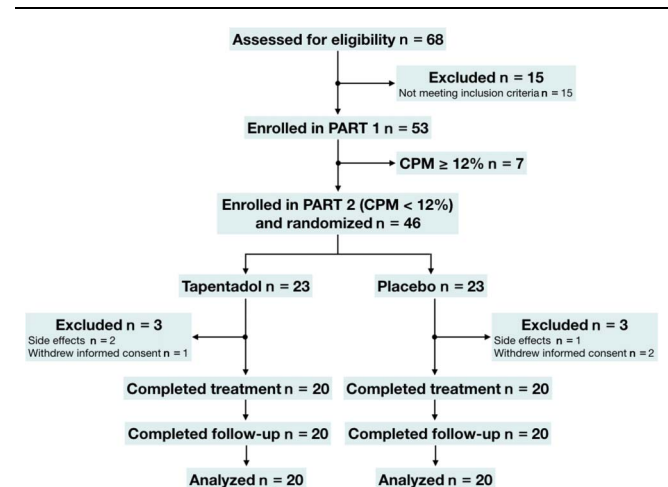 Assessed for eligibility n = 68
Excluded n = 15
Not meeting inclusion criteria n = 15
Enrolled in PART 1 n = 53
CPM ≥ 12% n = 7
Enrolled in PART 2 (CPM < 12%)
and randomized n = 46
Tapentadol n = 23
Placebo n = 23
Excluded n = 3
Side effects n = 2
Withdrew informed consent n = 1
Excluded n = 3
Side effects n = 1
Withdrew informed consent n = 2
Completed treatment n = 20
Completed treatment n = 20
Completed follow-up n = 20
Completed follow-up n = 20
Analyzed n = 20
Analyzed n = 20